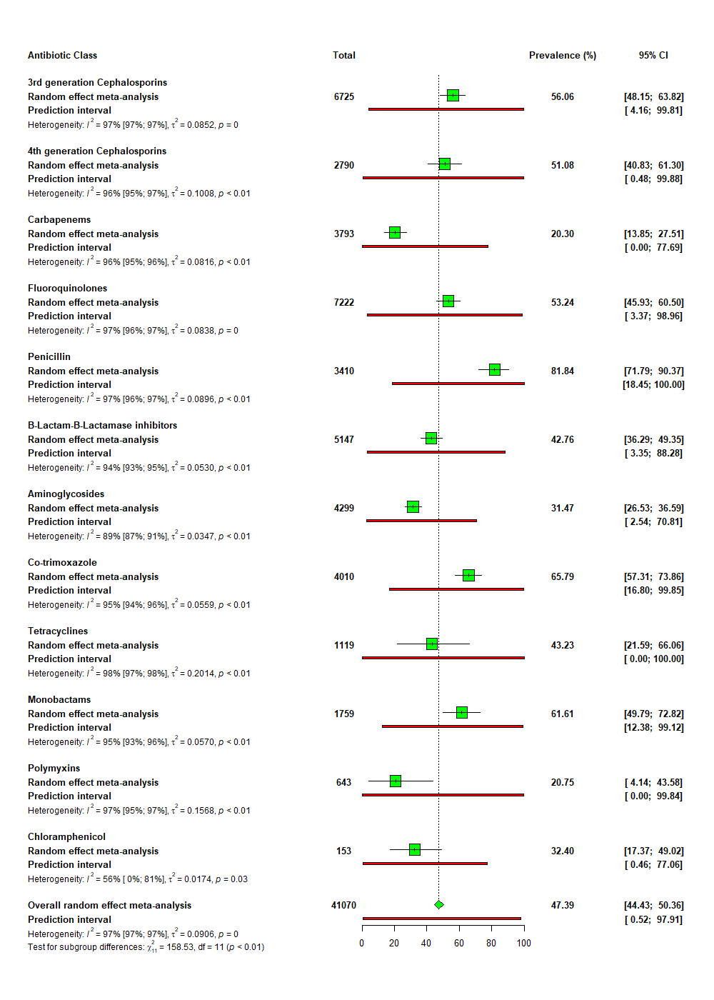 Antibiotic Class Total Prevalence (%) 95% CI
3rd generation Cephalosporins
Random effect meta-analysis 6725 56.06 [48.15; 63.82]
Prediction interval [ 4.16; 99.81]
Heterogeneity: I² = 97% [97%; 97%], τ² = 0.0852, p = 0
4th generation Cephalosporins
Random effect meta-analysis 2790 51.08 [40.83; 61.30]
Prediction interval [ 0.48; 99.88]
Heterogeneity: I² = 96% [95%; 97%], τ² = 0.1008, p < 0.01
Carbapenems
Random effect meta-analysis 3793 20.30 [13.85; 27.51]
Prediction interval [ 0.00; 77.69]
Heterogeneity: I² = 96% [95%; 96%], τ² = 0.0816, p < 0.01
Fluoroquinolones
Random effect meta-analysis 7222 53.24 [45.93; 60.50]
Prediction interval [ 3.37; 98.96]
Heterogeneity: I² = 97% [96%; 97%], τ² = 0.0838, p = 0
Penicillin
Random effect meta-analysis 3410 81.84 [71.79; 90.37]
Prediction interval [18.45; 100.00]
Heterogeneity: I² = 97% [96%; 97%], τ² = 0.0896, p < 0.01
B-Lactam-B-Lactamase inhibitors
Random effect meta-analysis 5147 42.76 [36.29; 49.35]
Prediction interval [ 3.35; 88.28]
Heterogeneity: I² = 94% [93%; 95%], τ² = 0.0530, p < 0.01
Aminoglycosides
Random effect meta-analysis 4299 31.47 [26.53; 36.59]
Prediction interval [ 2.54; 70.81]
Heterogeneity: I² = 89% [87%; 91%], τ² = 0.0347, p < 0.01
Co-trimoxazole
Random effect meta-analysis 4010 65.79 [57.31; 73.86]
Prediction interval [16.80; 99.85]
Heterogeneity: I² = 95% [94%; 96%], τ² = 0.0559, p < 0.01
Tetracyclines
Random effect meta-analysis 1119 43.23 [21.59; 66.06]
Prediction interval [ 0.00; 100.00]
Heterogeneity: I² = 98% [97%; 98%], τ² = 0.2014, p < 0.01
Monobactams
Random effect meta-analysis 1759 61.61 [49.79; 72.82]
Prediction interval [12.38; 99.12]
Heterogeneity: I² = 95% [93%; 96%], τ² = 0.0570, p < 0.01
Polymyxins
Random effect meta-analysis 643 20.75 [ 4.14; 43.58]
Prediction interval [ 0.00; 99.84]
Heterogeneity: I² = 97% [95%; 97%], τ² = 0.1568, p < 0.01
Chloramphenicol
Random effect meta-analysis 153 32.40 [17.37; 49.02]
Prediction interval [ 0.46; 77.06]
Heterogeneity: I² = 56% [ 0%; 81%], τ² = 0.0174, p = 0.03
Overall random effect meta-analysis 41070 47.39 [44.43; 50.36]
Prediction interval [ 0.52; 97.91]
Heterogeneity: I² = 97% [97%; 97%], τ² = 0.0906, p = 0
Test for subgroup differences: χ²₁₁ = 158.53, df = 11 (p < 0.01)
0 20 40 60 80 100